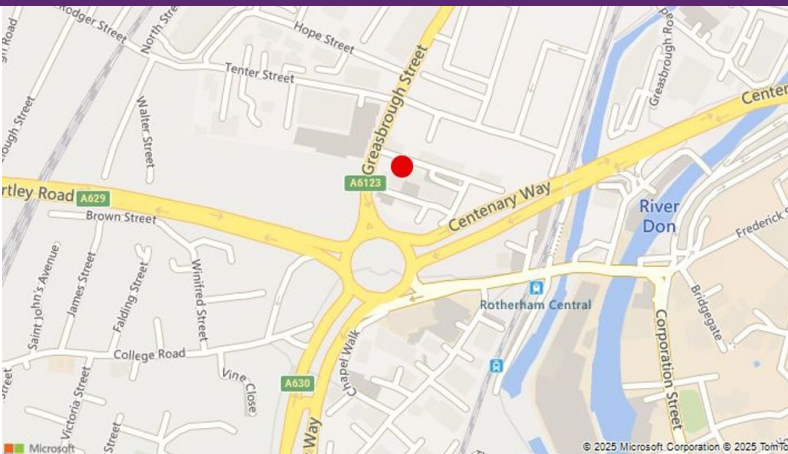 Rodger Street
North Street
Hope Street
Tenter Street
Greasbrough Street
Greasbrough Road
Walter Street
A6123
Centenary Way
rtley Road
A629
Brown Street
River
Don
Frederick S
Saint John's Avenue
James Street
Falding Street
Winifred Street
Rotherham Central
Bridgegate
Corporation Street
College Road
Vine Close
Chapel Walk
A630
Way
Victoria Street
Street
Microsoft
© 2025 Microsoft Corporation © 2025 TomTo